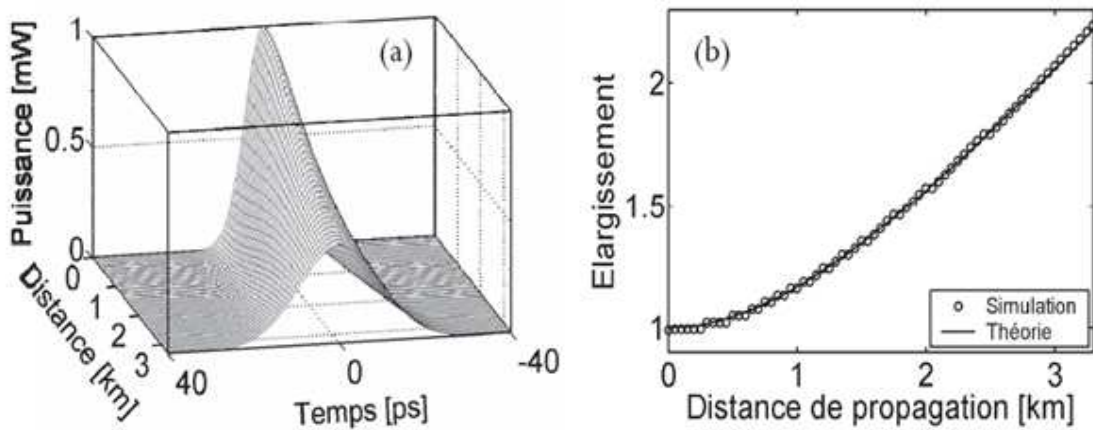 (a)
Puissance [mW]
1
0.5
0
0
1
2
3
Distance [km]
40
0
-40
Temps [ps]
(b)
Elargissement
2
1.5
1
Simulation
Théorie
0
1
2
3
Distance de propagation [km]